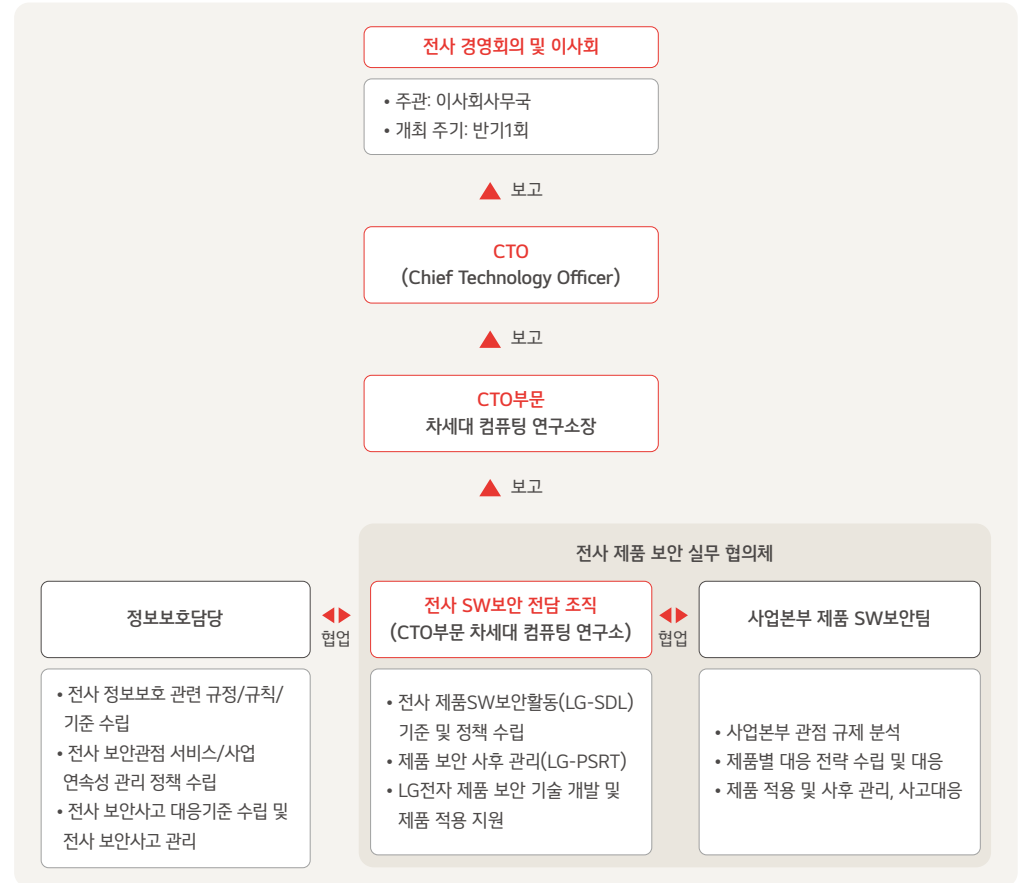 전사 경영회의 및 이사회
• 주관: 이사회사무국
• 개최 주기: 반기1회
보고
CTO
(Chief Technology Officer)
보고
CTO부문
차세대 컴퓨팅 연구소장
보고
전사 제품 보안 실무 협의체
정보보호담당
협업
전사 SW보안 전담 조직
(CTO부문 차세대 컴퓨팅 연구소)
협업
사업본부 제품 SW보안팀
• 전사 정보보호 관련 규정/규칙/
기준 수립
• 전사 보안관점 서비스/사업
연속성 관리 정책 수립
• 전사 보안사고 대응기준 수립 및
전사 보안사고 관리
• 전사 제품SW보안활동(LG-SDL)
기준 및 정책 수립
• 제품 보안 사후 관리(LG-PSRT)
• LG전자 제품 보안 기술 개발 및
제품 적용 지원
• 사업본부 관점 규제 분석
• 제품별 대응 전략 수립 및 대응
• 제품 적용 및 사후 관리, 사고대응